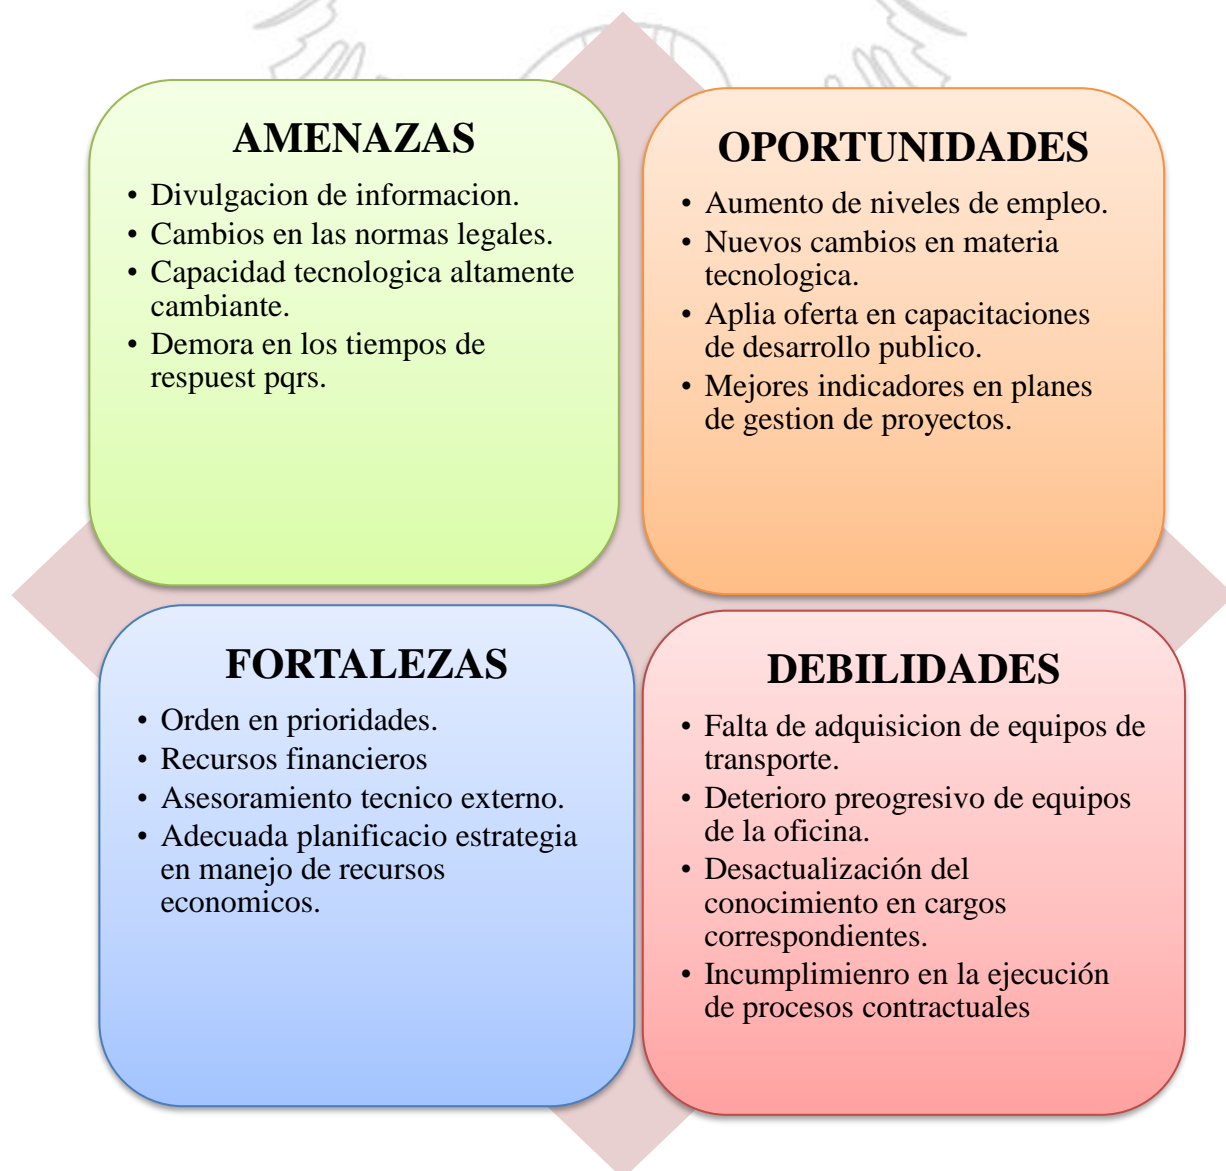 AMENAZAS
• Divulgacion de informacion.
• Cambios en las normas legales.
• Capacidad tecnologica altamente
cambiante.
• Demora en los tiempos de
respuest pqrs.
OPORTUNIDADES
• Aumento de niveles de empleo.
• Nuevos cambios en materia
tecnologica.
• Aplia oferta en capacitaciones
de desarrollo publico.
• Mejores indicadores en planes
de gestion de proyectos.
FORTALEZAS
• Orden en prioridades.
• Recursos financieros
• Asesoramiento tecnico externo.
• Adecuada planificacio estrategia
en manejo de recursos
economicos.
DEBILIDADES
• Falta de adquisicion de equipos de
transporte.
• Deterioro preogresivo de equipos
de la oficina.
• Desactualización del
conocimiento en cargos
correspondientes.
• Incumplimienro en la ejecución
de procesos contractuales